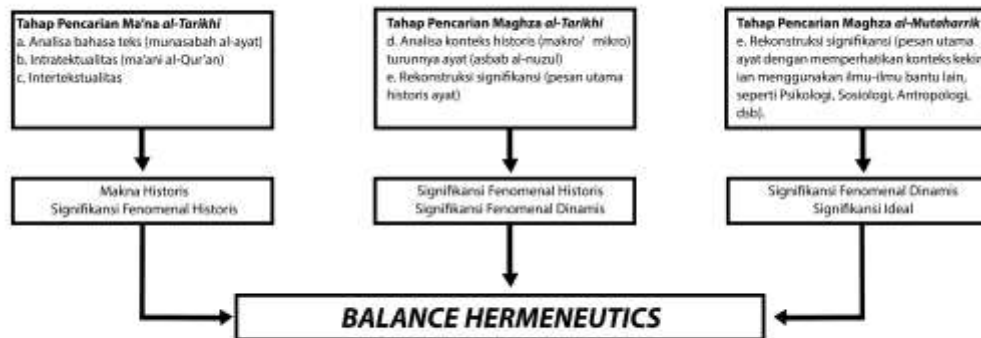 Tahap Pencarian Ma'na al-Tarikhi
a. Analisa bahasa teks (munasabah al-ayat)
b. Intratektualitas (ma'ani al-Qur'an)
c. Intertekstualitas
Tahap Pencarian Maghza al-Tarikhi
d. Analisa konteks historis (makro/ mikro)
turunnya ayat (asbab al-nuzul)
e. Rekonstruksi signifikansi (pesan utama
historis ayat)
Tahap Pencarian Maghza al-Mutaharrik
e. Rekonstruksi signifikansi (pesan utama
ayat dengan memperhatikan konteks kekin
ian menggunakan ilmu-ilmu bantu lain,
seperti Psikologi, Sosiologi, Antropologi,
dsb).
Makna Historis
Signifikansi Fenomenal Historis
Signifikansi Fenomenal Historis
Signifikansi Fenomenal Dinamis
Signifikansi Fenomenal Dinamis
Signifikansi Ideal
BALANCE HERMENEUTICS